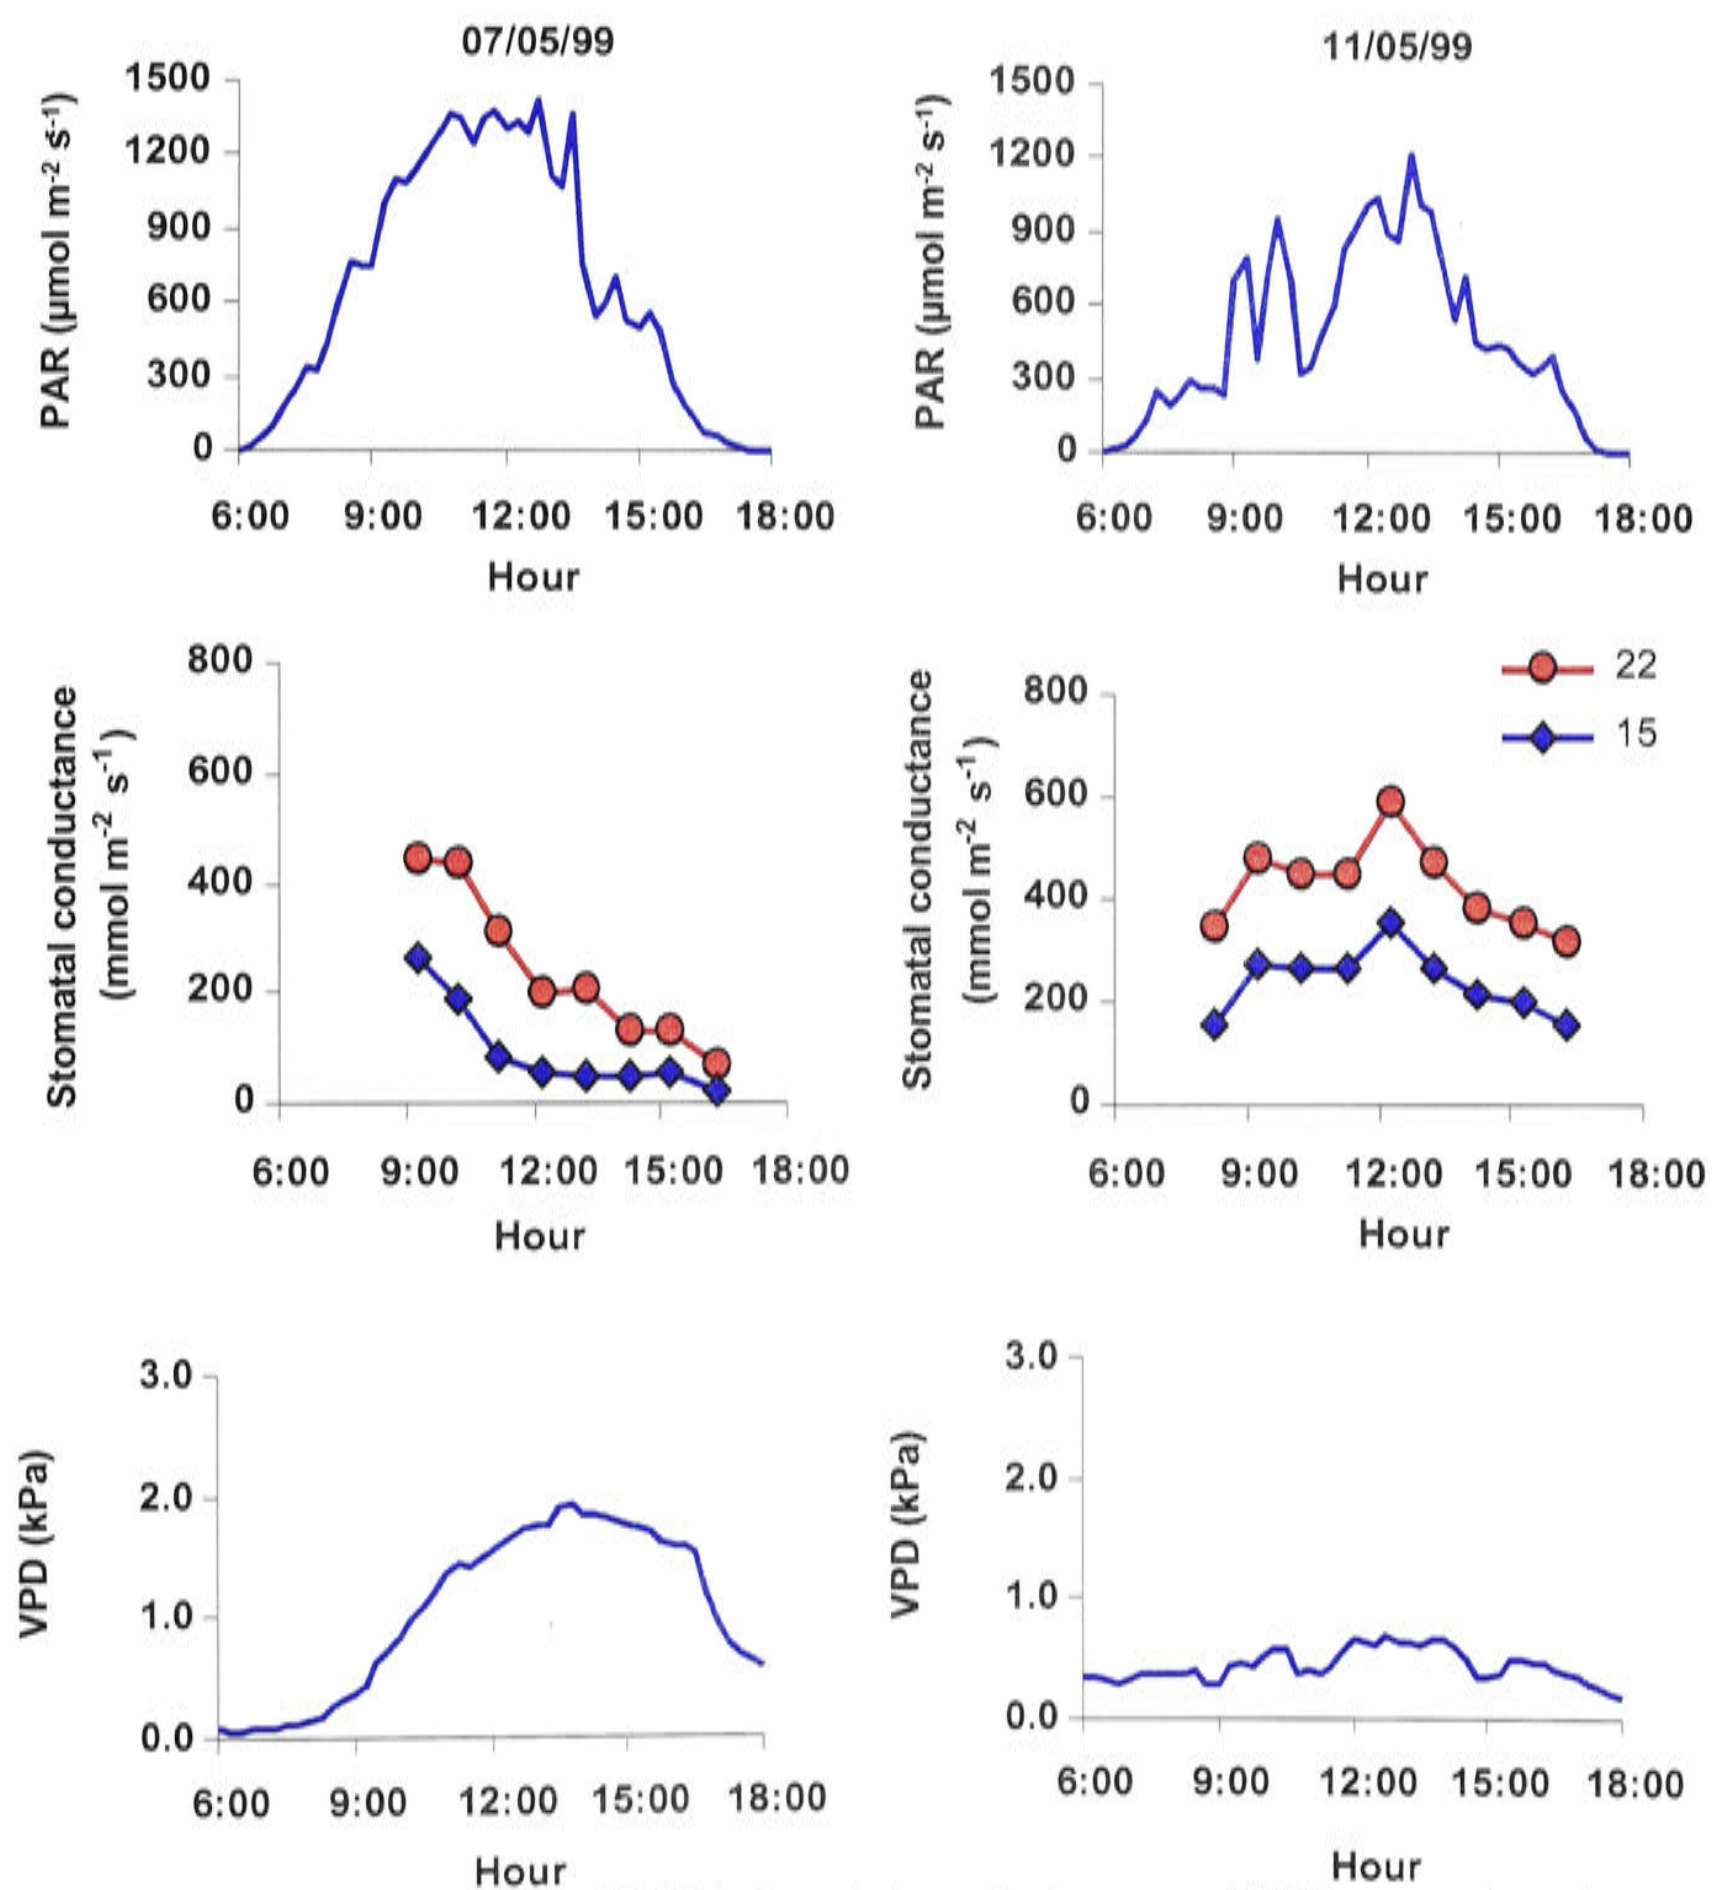 07/05/99
1500
1200
900
600
300
0
PAR (µmol m-2 s-1)
6:00 9:00 12:00 15:00 18:00
Hour
11/05/99
1500
1200
900
600
300
0
PAR (µmol m-2 s-1)
6:00 9:00 12:00 15:00 18:00
Hour
800
600
400
200
0
Stomatal conductance
(mmol m-2 s-1)
6:00 9:00 12:00 15:00 18:00
Hour
22
15
800
600
400
200
0
Stomatal conductance
(mmol m-2 s-1)
6:00 9:00 12:00 15:00 18:00
Hour
3.0
2.0
1.0
0.0
VPD (kPa)
6:00 9:00 12:00 15:00 18:00
Hour
3.0
2.0
1.0
0.0
VPD (kPa)
6:00 9:00 12:00 15:00 18:00
Hour